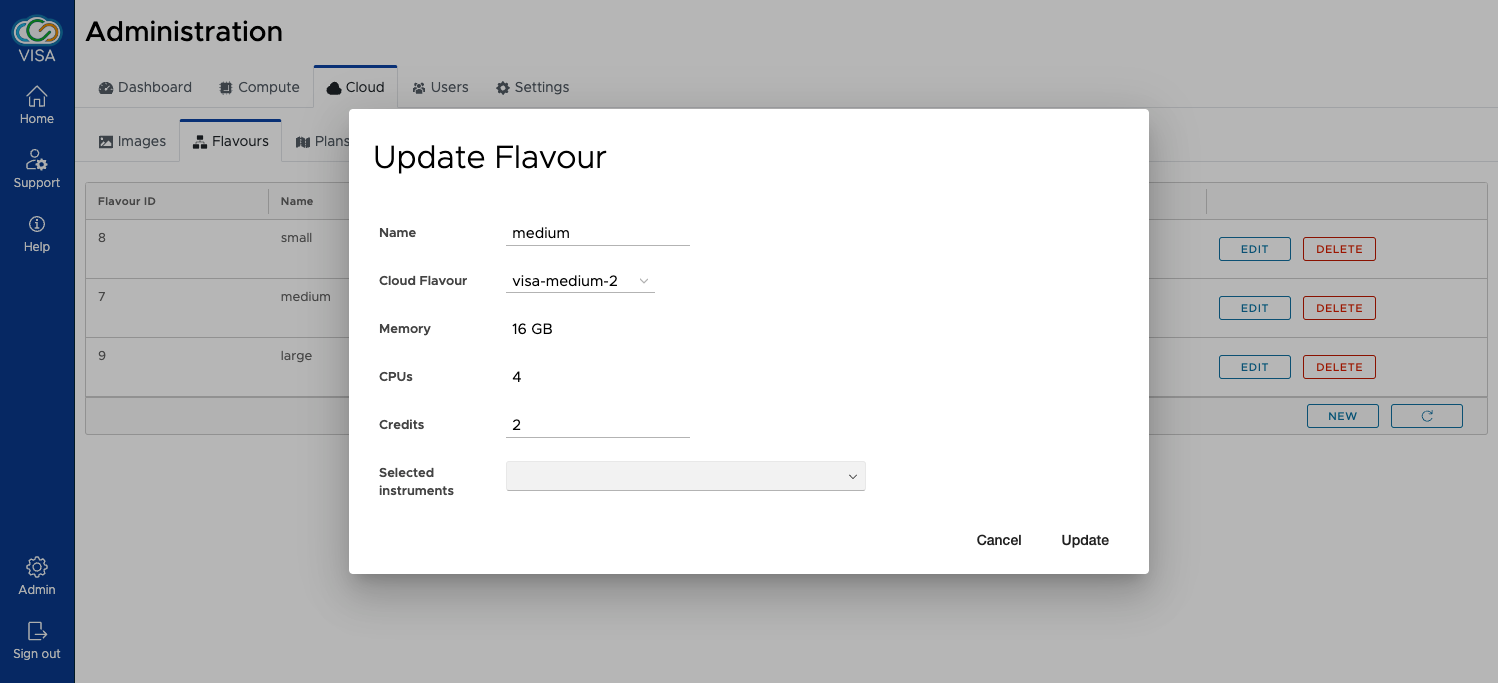 VISA
Home
Support
Help
Admin
Sign out
Administration
Dashboard Compute Cloud Users Settings
Images Flavours Plans
Flavour ID Name
8 small EDIT DELETE
7 medium EDIT DELETE
9 large EDIT DELETE
NEW
Update Flavour
Name medium
Cloud Flavour visa-medium-2
Memory 16 GB
CPUs 4
Credits 2
Selected
instruments
Cancel Update